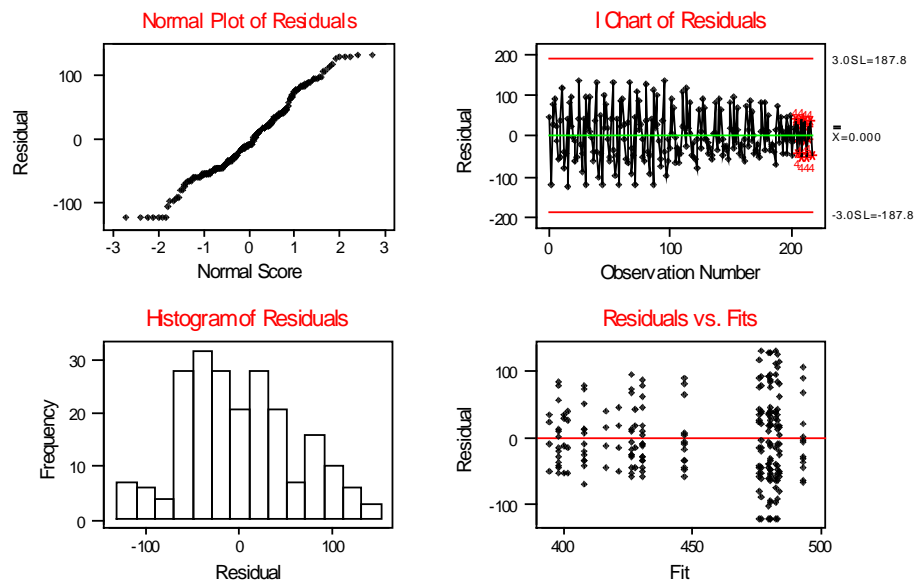 Normal Plot of Residuals
Residual
100
0
-100
-3
-2
-1
0
1
2
3
Normal Score
I Chart of Residuals
Residual
200
100
0
-100
-200
0
100
200
Observation Number
3.0SL=187.8
X=0.000
-3.0SL=-187.8
Histogram of Residuals
Frequency
30
20
10
0
-100
0
100
Residual
Residuals vs. Fits
Residual
100
0
-100
400
450
500
Fit